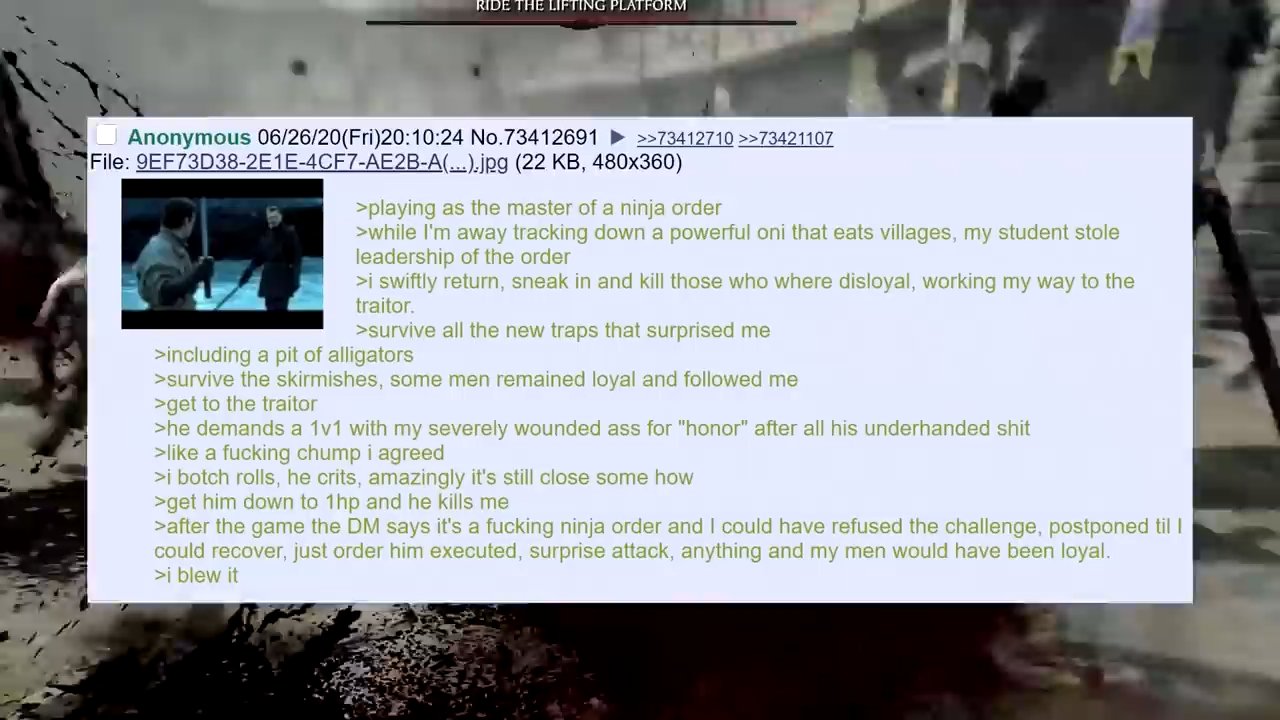 RIDE THE LIFTING PLATFORM
Anonymous 06/26/20(Fri)20:10:24 No.73412691 ▶ >>73412710 >>73421107
File: 9EF73D38-2E1E-4CF7-AE2B-A(...).jpg (22 KB, 480x360)
>playing as the master of a ninja order
>while I'm away tracking down a powerful oni that eats villages, my student stole
leadership of the order
>i swiftly return, sneak in and kill those who where disloyal, working my way to the
traitor.
>survive all the new traps that surprised me
>including a pit of alligators
>survive the skirmishes, some men remained loyal and followed me
>get to the traitor
>he demands a 1v1 with my severely wounded ass for "honor" after all his underhanded shit
>like a fucking chump i agreed
>i botch rolls, he crits, amazingly it's still close some how
>get him down to 1hp and he kills me
>after the game the DM says it's a fucking ninja order and I could have refused the challenge, postponed til I
could recover, just order him executed, surprise attack, anything and my men would have been loyal.
>i blew it